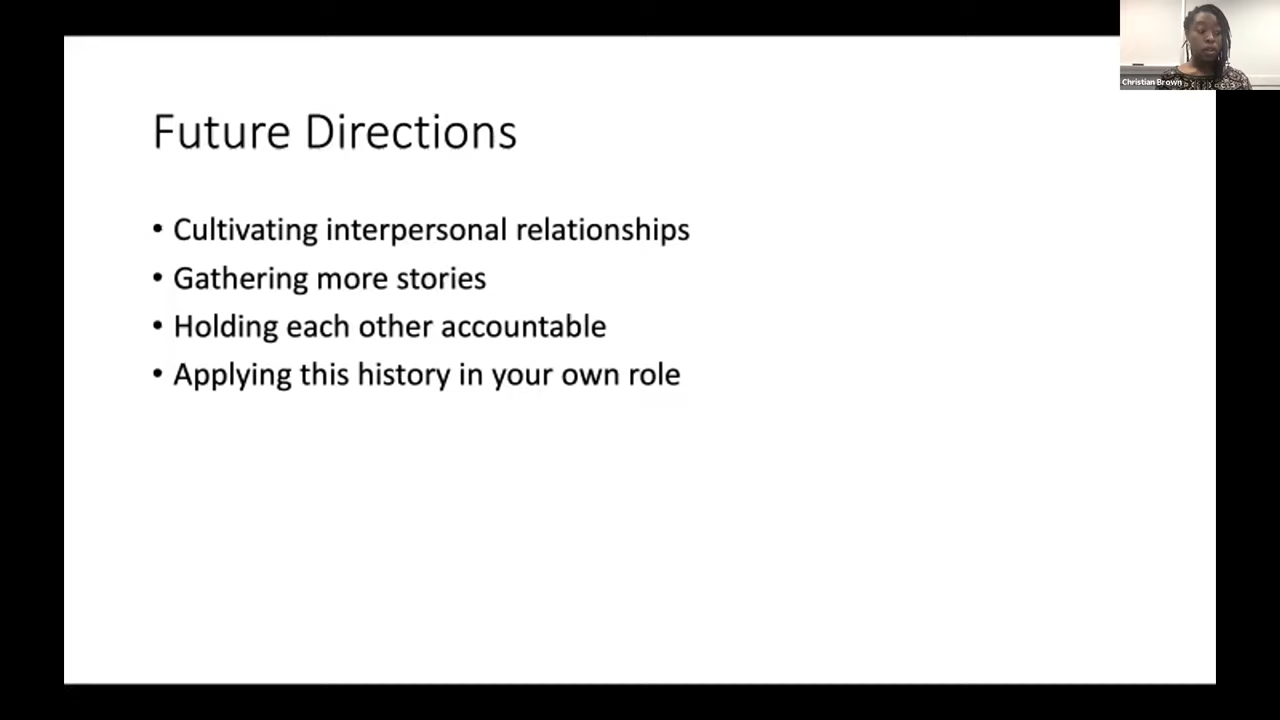 Christian Brown
Future Directions
• Cultivating interpersonal relationships
• Gathering more stories
• Holding each other accountable
• Applying this history in your own role